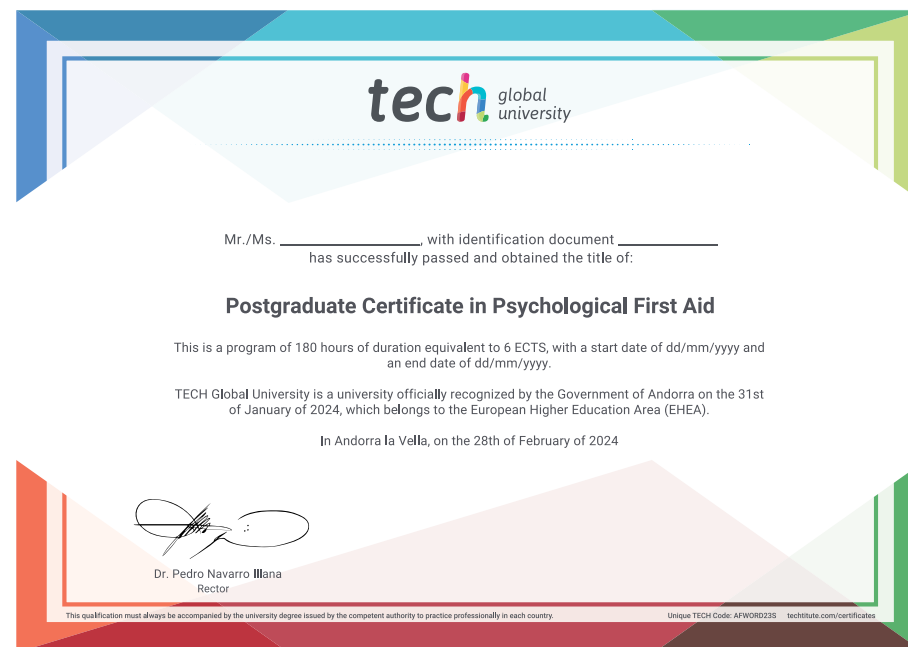 tech global university
Mr./Ms. ____________, with identification document ____________
has successfully passed and obtained the title of:
Postgraduate Certificate in Psychological First Aid
This is a program of 180 hours of duration equivalent to 6 ECTS, with a start date of dd/mm/yyyy and
an end date of dd/mm/yyyy.
TECH Global University is a university officially recognized by the Government of Andorra on the 31st
of January of 2024, which belongs to the European Higher Education Area (EHEA).
In Andorra la Vella, on the 28th of February of 2024
Dr. Pedro Navarro Illana
Rector
This qualification must always be accompanied by the university degree issued by the competent authority to practice professionally in each country.
Unique TECH Code: AFWORD23S techtitute.com/certificates